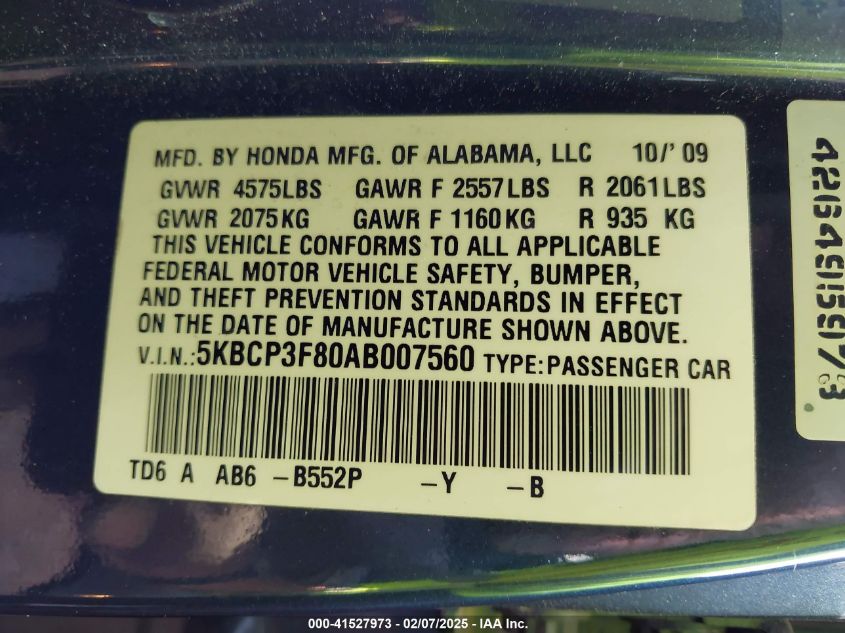 MFD. BY HONDA MFG. OF ALABAMA, LLC 10/'09
GVWR 4575LBS GAWR F 2557LBS R 2061LBS
GVWR 2075KG GAWR F 1160KG R 935 KG
THIS VEHICLE CONFORMS TO ALL APPLICABLE
FEDERAL MOTOR VEHICLE SAFETY, BUMPER,
AND THEFT PREVENTION STANDARDS IN EFFECT
ON THE DATE OF MANUFACTURE SHOWN ABOVE.
V.I.N.:5KBCP3F80AB007560 TYPE:PASSENGER CAR
TD6 A AB6 -B552P -Y -B
000-41527973 - 02/07/2025 - IAA Inc.